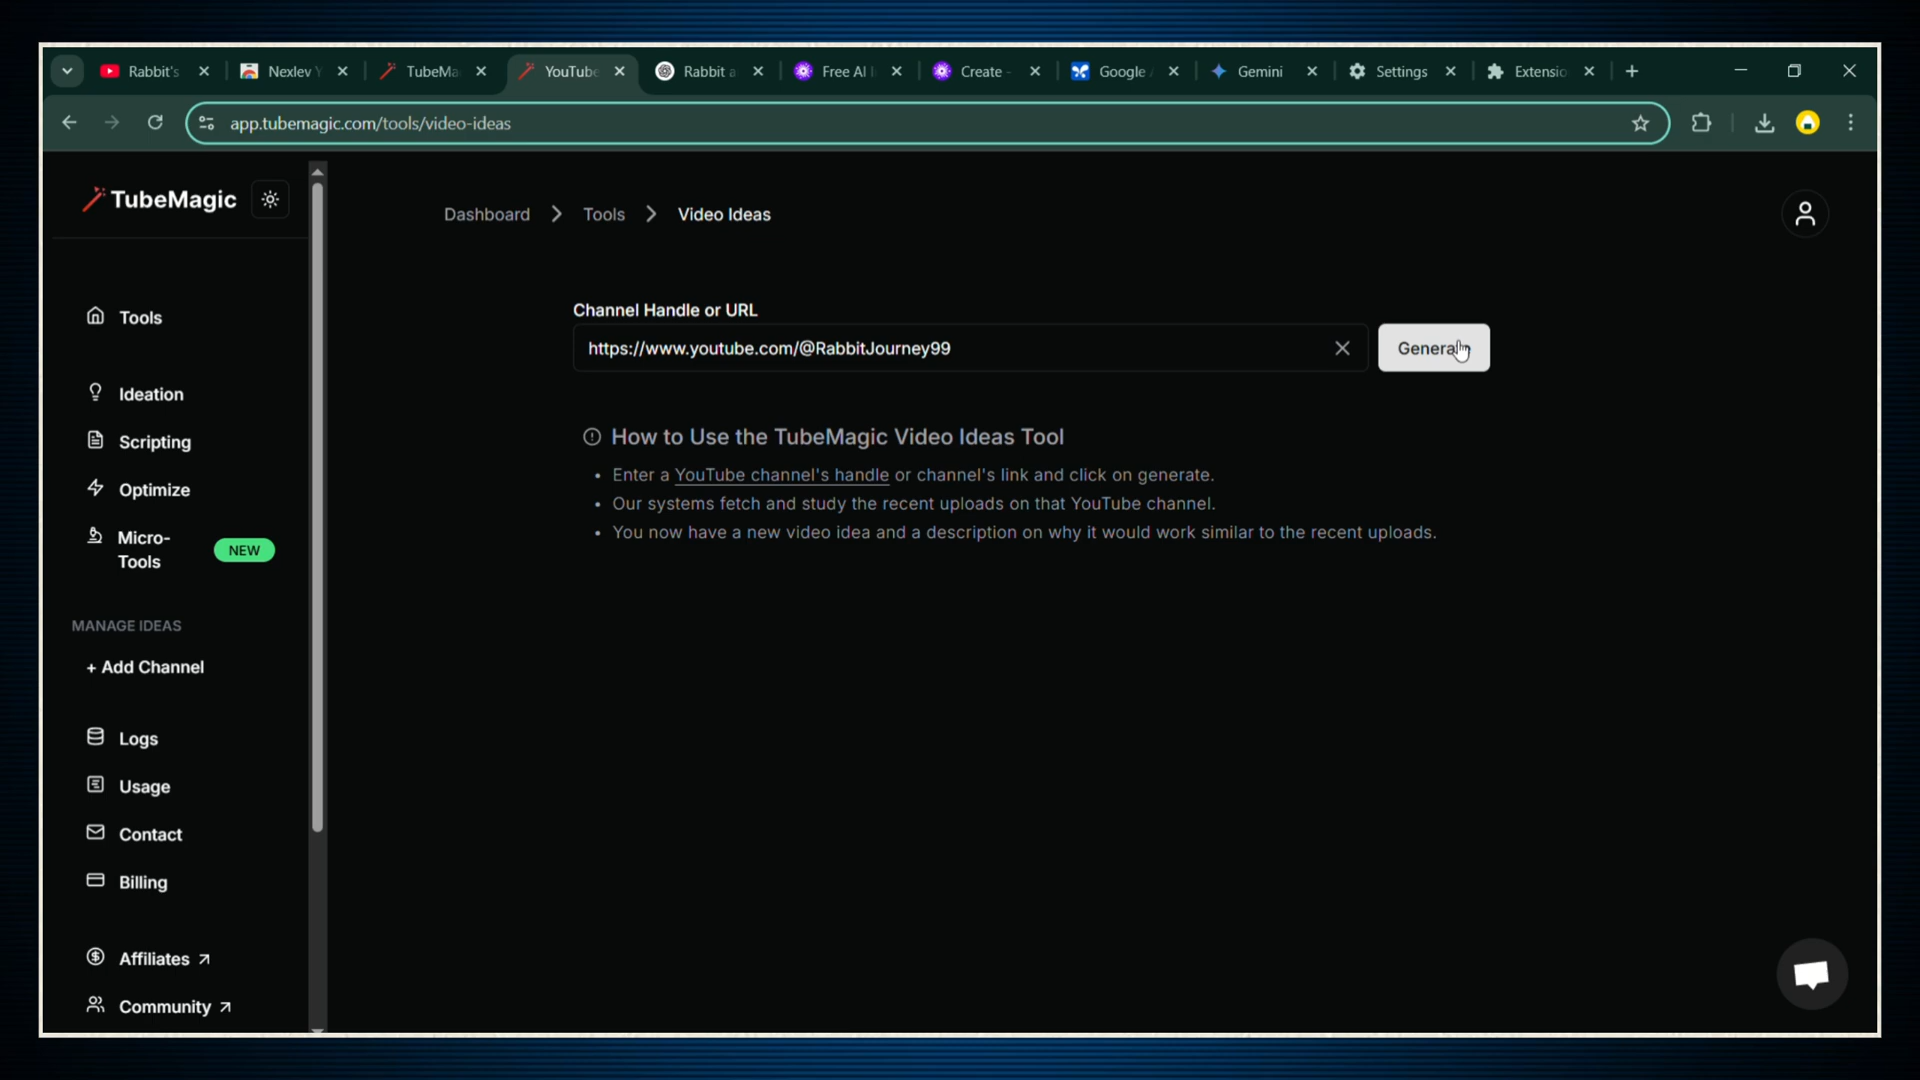 Rabbit's
Nexlev Y
TubeMa
YouTube
Rabbit a
Free AI I
Create -
Google A
Gemini
Settings
Extensio
app.tubemagic.com/tools/video-ideas
TubeMagic
Dashboard > Tools > Video Ideas
Tools
Ideation
Scripting
Optimize
Micro-
Tools
NEW
MANAGE IDEAS
+ Add Channel
Logs
Usage
Contact
Billing
Affiliates
Community
Channel Handle or URL
https://www.youtube.com/@RabbitJourney99
Generate
How to Use the TubeMagic Video Ideas Tool
• Enter a YouTube channel's handle or channel's link and click on generate.
• Our systems fetch and study the recent uploads on that YouTube channel.
• You now have a new video idea and a description on why it would work similar to the recent uploads.